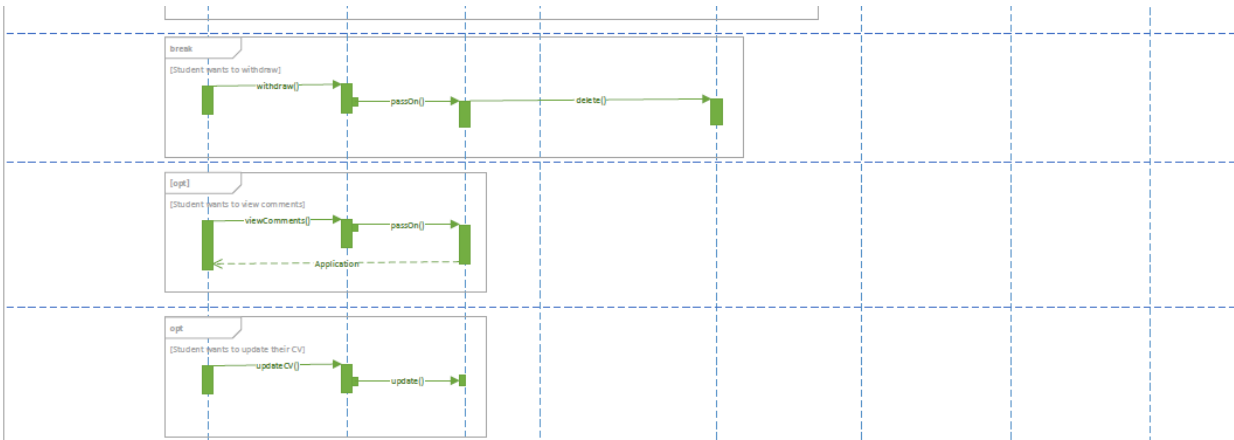 break
[Student wants to withdraw]
withdraw()
passOn()
delete()
[opt]
[Student wants to view comments]
viewComments()
passOn()
Application
opt
[Student wants to update their CV]
updateCV()
update()